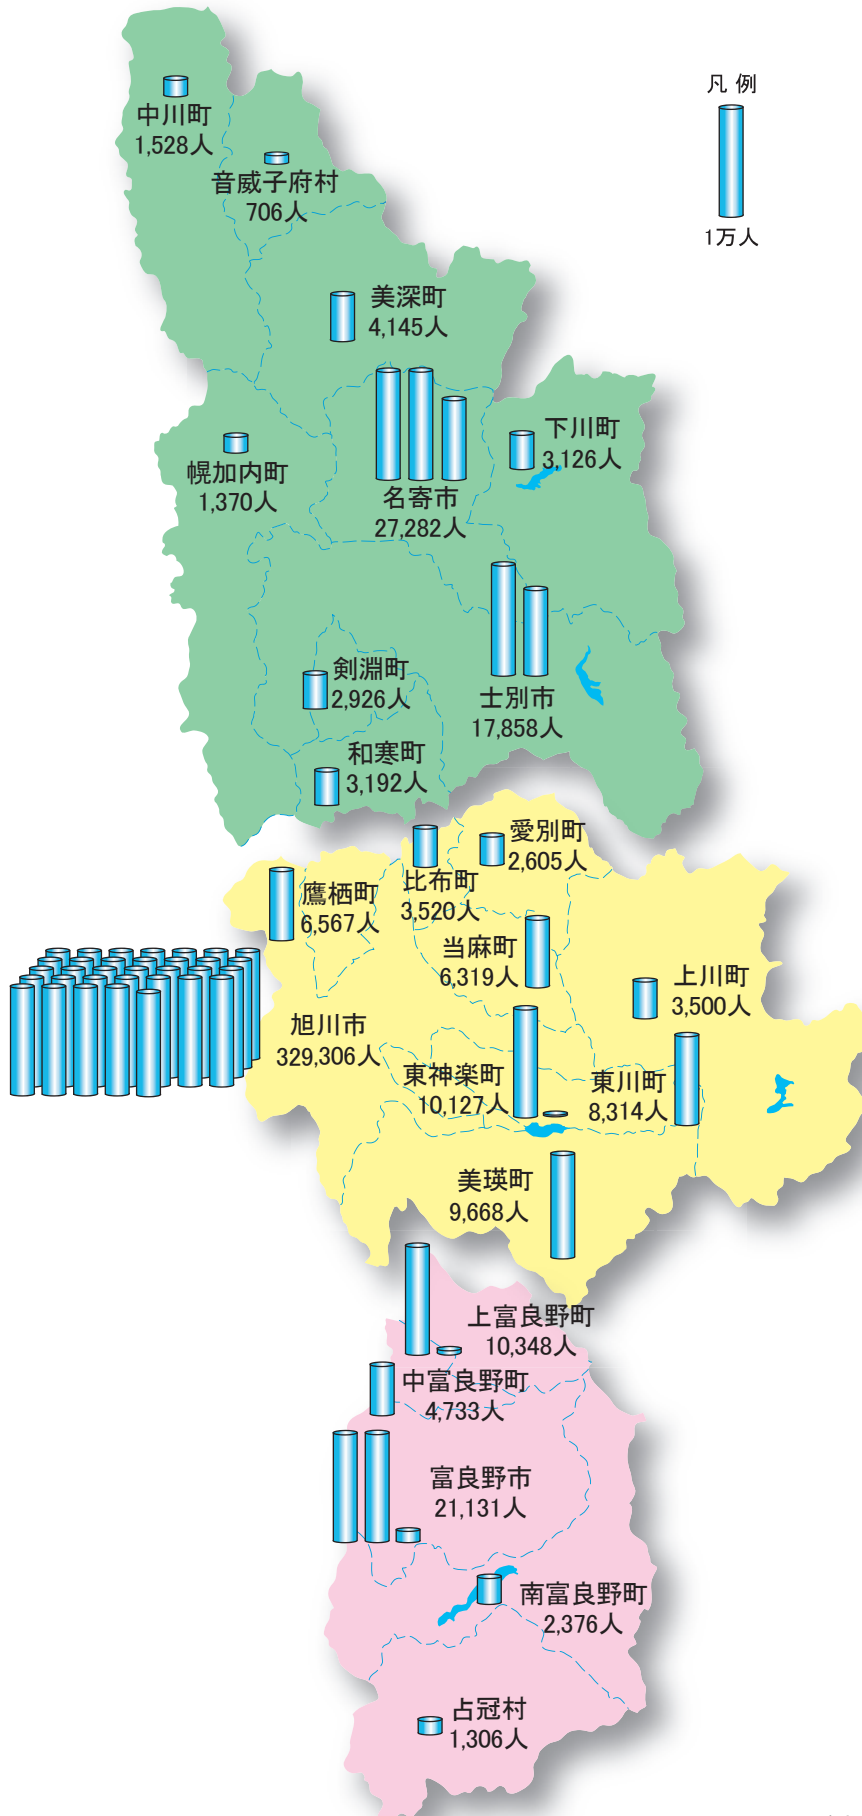 凡例
1万人
中川町
1,528人
音威子府村
706人
美深町
4,145人
下川町
3,126人
幌加内町
1,370人
名寄市
27,282人
剣淵町
2,926人
士別市
17,858人
和寒町
3,192人
愛別町
2,605人
比布町
3,520人
鷹栖町
6,567人
当麻町
6,319人
上川町
3,500人
旭川市
329,306人
東神楽町
10,127人
東川町
8,314人
美瑛町
9,668人
上富良野町
10,348人
中富良野町
4,733人
富良野市
21,131人
南富良野町
2,376人
占冠村
1,306人